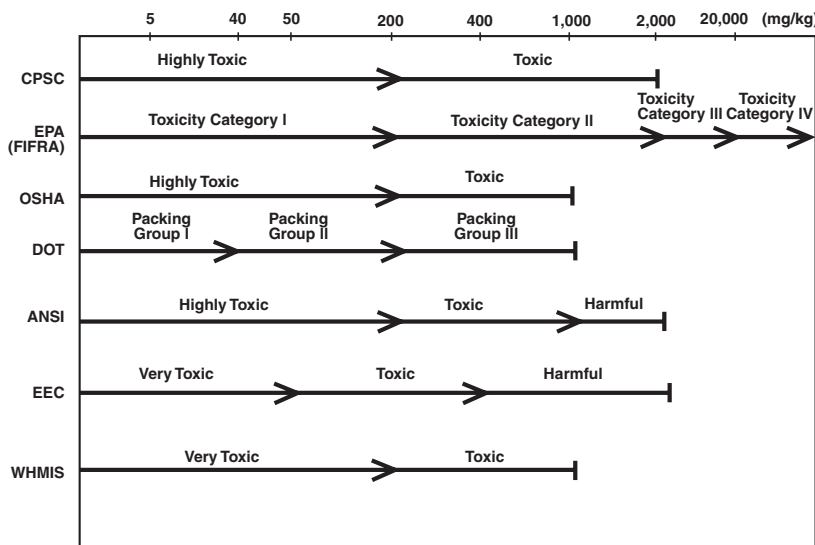 5 40 50 200 400 1,000 2,000 20,000 (mg/kg)
CPSC Highly Toxic Toxic
EPA
(FIFRA)
Toxicity Category I Toxicity Category II
Toxicity
Category III
Toxicity
Category IV
OSHA Highly Toxic Toxic
DOT
Packing
Group I
Packing
Group II
Packing
Group III
ANSI Highly Toxic Toxic Harmful
EEC Very Toxic Toxic Harmful
WHMIS Very Toxic Toxic